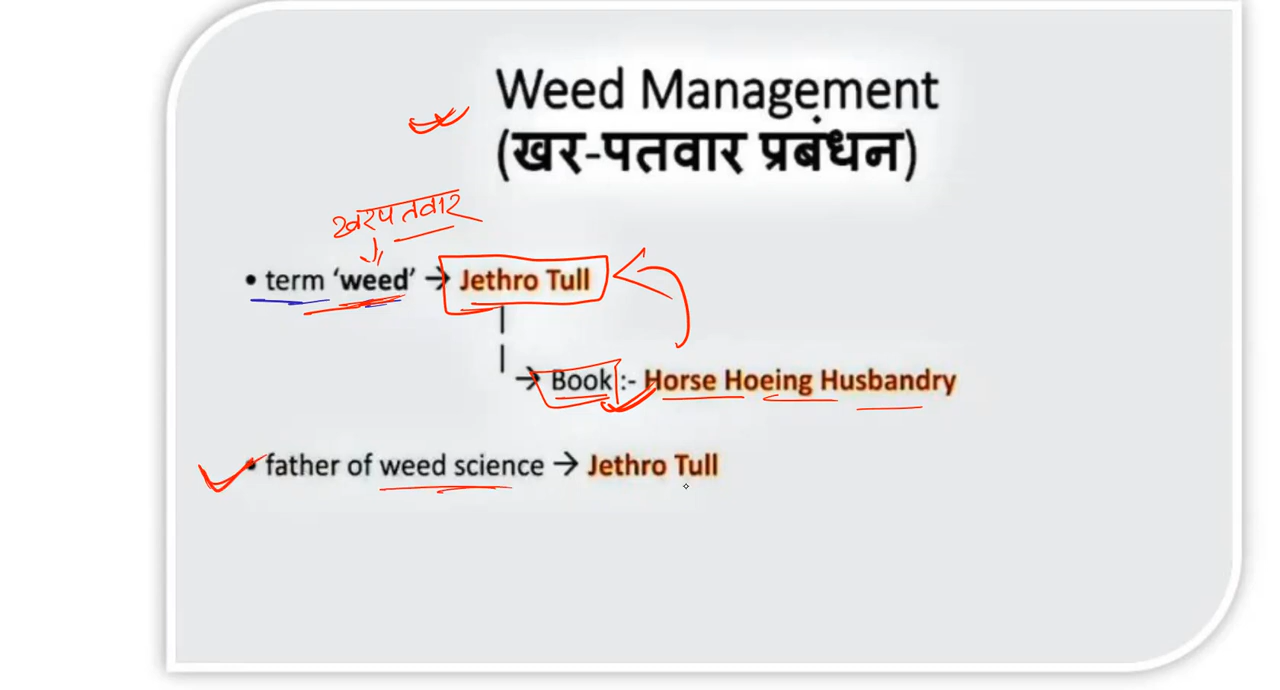 Weed Management
(खर-पतवार प्रबंधन)
खरपतवार
• term ‘weed’ → Jethro Tull
→ Book :- Horse Hoeing Husbandry
• father of weed science → Jethro Tull